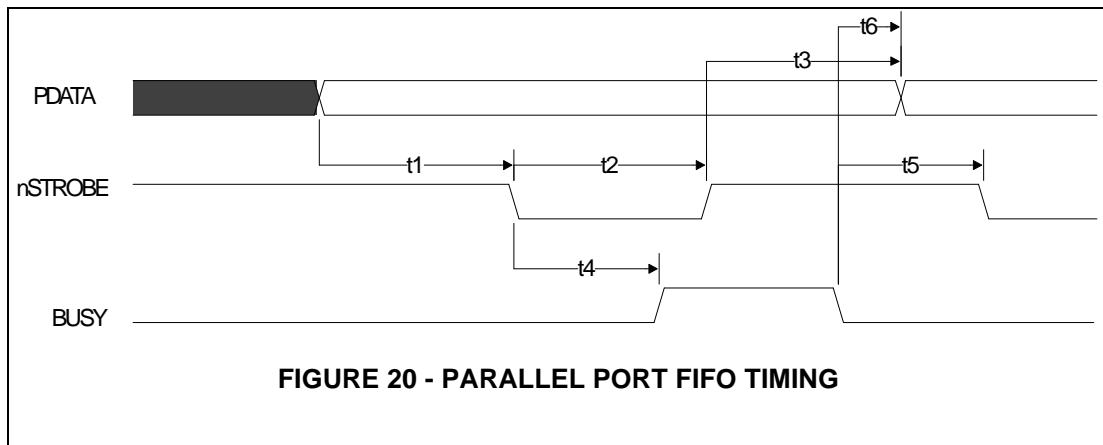 t6
t3
PDATA
t1
t2
t5
nSTROBE
t4
BUSY
FIGURE 20 - PARALLEL PORT FIFO TIMING